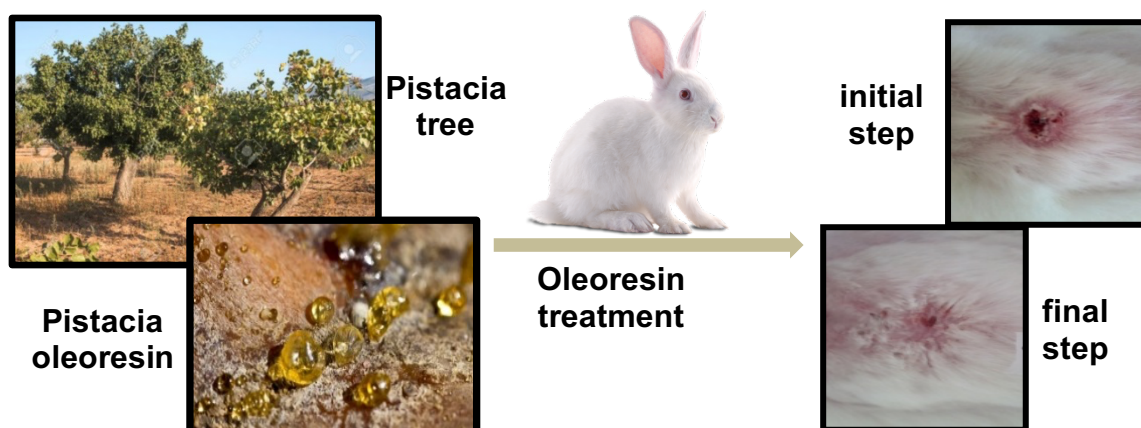 Pistacia
tree
Pistacia
oleoresin
Oleoresin
treatment
initial
step
final
step